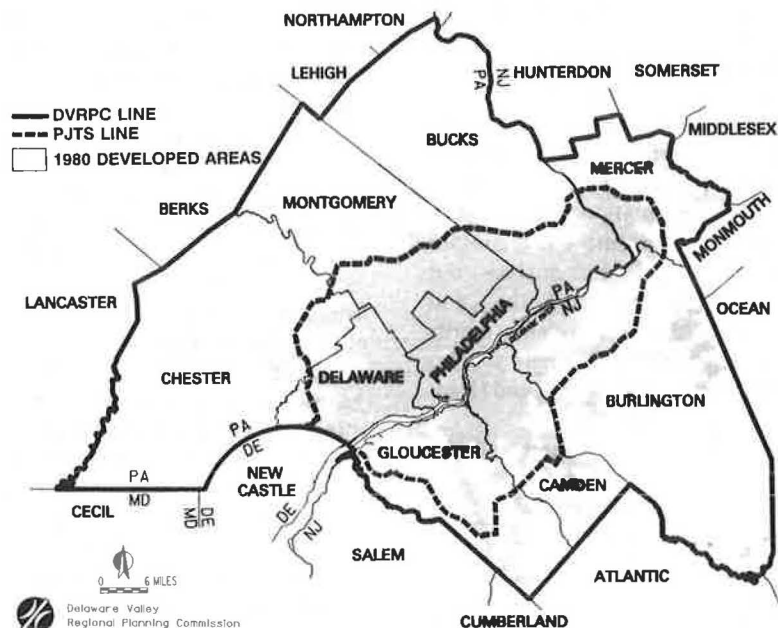 NORTHAMPTON
LEHIGH
NJ
PA
HUNTERDON
SOMERSET
DVRPC LINE
PJTS LINE
1980 DEVELOPED AREAS
BUCKS
MIDDLESEX
MERCER
BERKS
MONTGOMERY
MONMOUTH
LANCASTER
PA
NJ
OCEAN
PHILADELPHIA
DELAWARE RIVER
CHESTER
DELAWARE
BURLINGTON
PA
DE
GLOUCESTER
NEW
CASTLE
CAMDEN
PA
MD
CECIL
DE
MD
DE
NJ
SALEM
ATLANTIC
0 6 MILES
Delaware Valley
Regional Planning Commission
CUMBERLAND